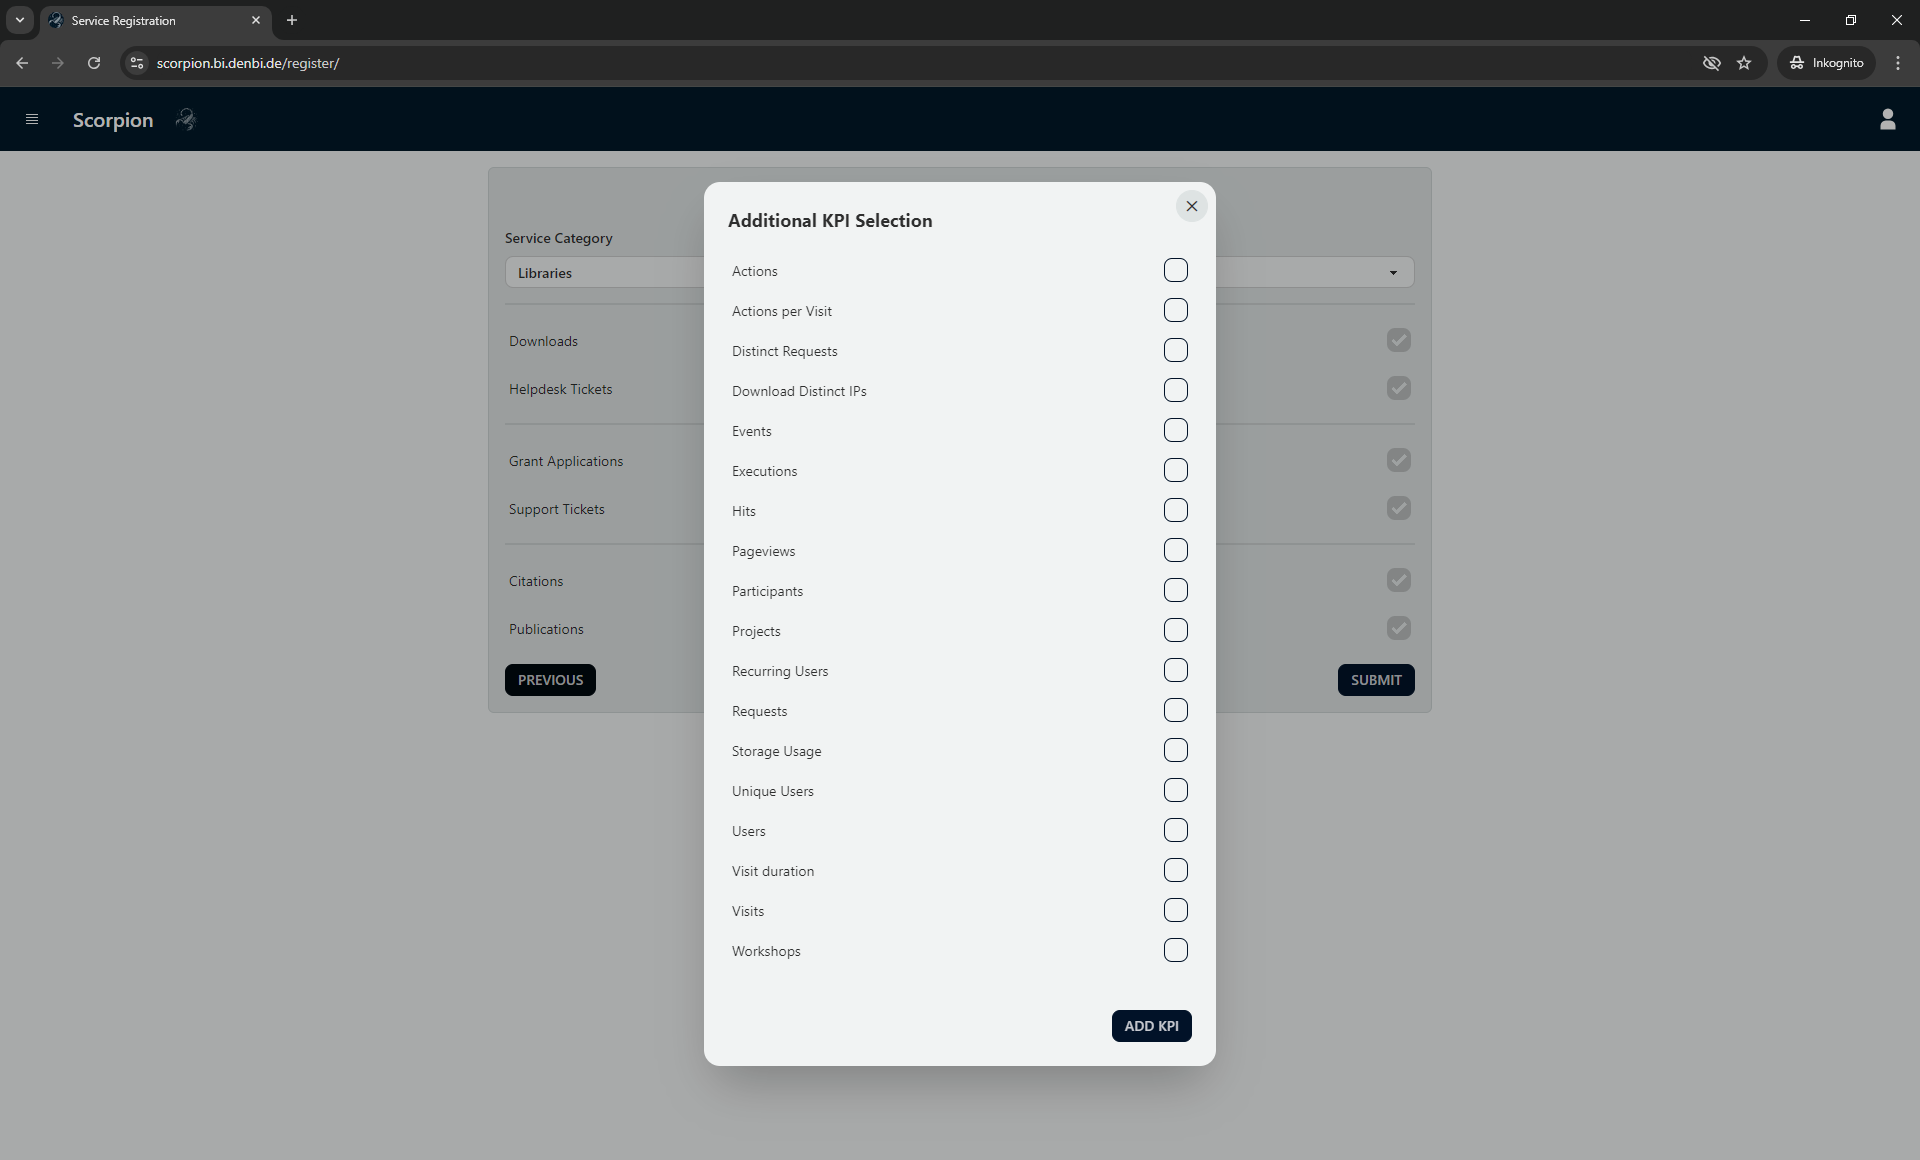 Service Registration
scorpion.bi.denbi.de/register/
Inkognito
Scorpion
Additional KPI Selection
Service Category
Libraries
Actions
Actions per Visit
Distinct Requests
Download Distinct IPs
Events
Executions
Hits
Pageviews
Participants
Projects
Recurring Users
Requests
Storage Usage
Unique Users
Users
Visit duration
Visits
Workshops
ADD KPI
Downloads
Helpdesk Tickets
Grant Applications
Support Tickets
Citations
Publications
PREVIOUS
SUBMIT